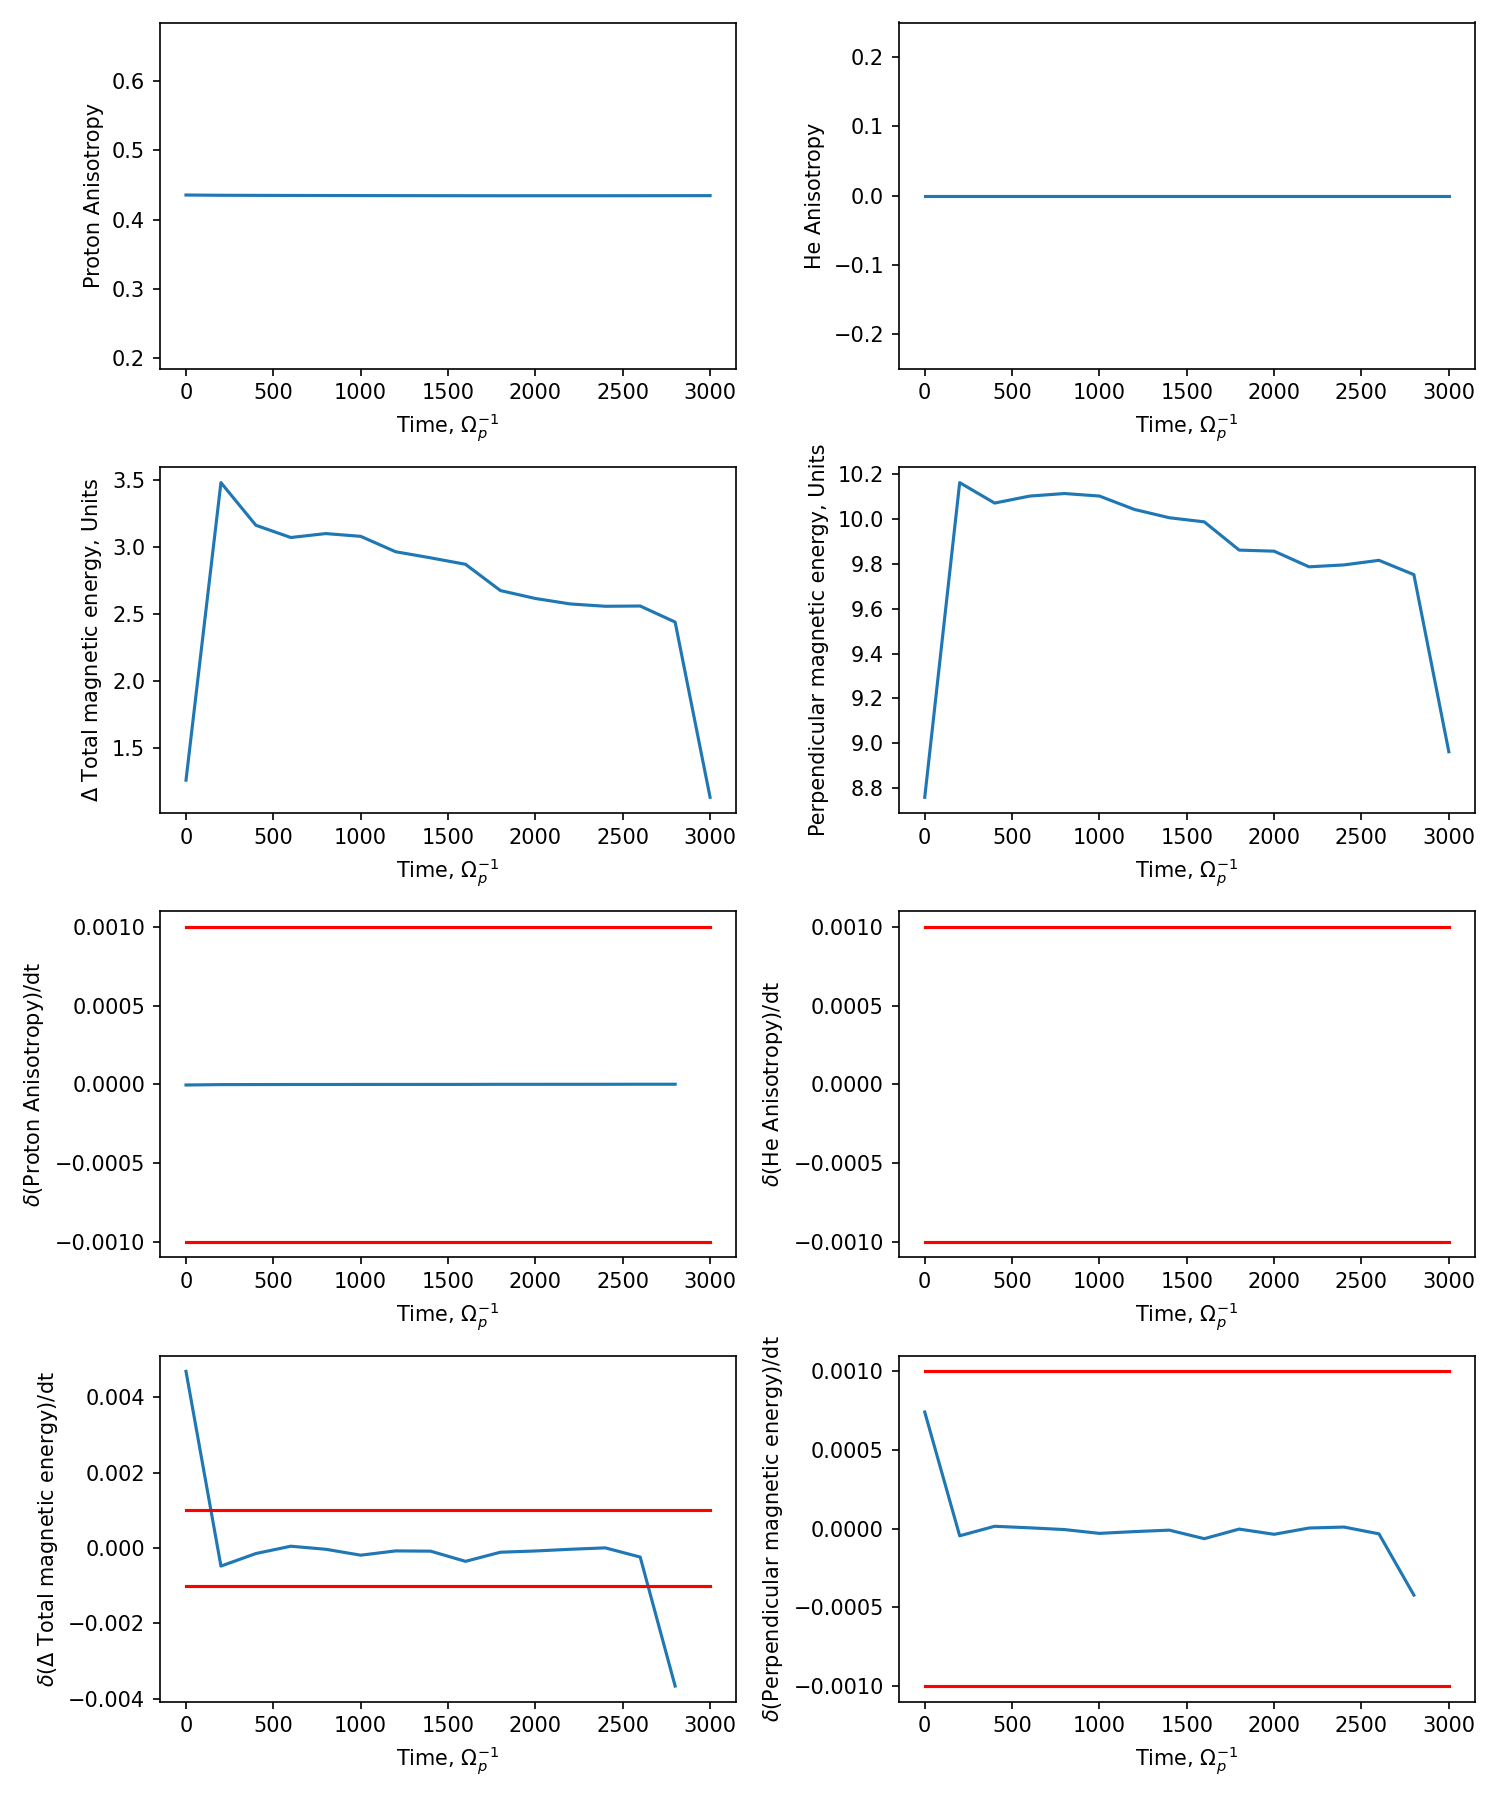 Proton Anisotropy
0.6
0.5
0.4
0.3
0.2
0 500 1000 1500 2000 2500 3000
Time, Ωp−1
He Anisotropy
0.2
0.1
0.0
−0.1
−0.2
0 500 1000 1500 2000 2500 3000
Time, Ωp−1
Δ Total magnetic energy, Units
3.5
3.0
2.5
2.0
1.5
0 500 1000 1500 2000 2500 3000
Time, Ωp−1
Perpendicular magnetic energy, Units
10.2
10.0
9.8
9.6
9.4
9.2
9.0
8.8
0 500 1000 1500 2000 2500 3000
Time, Ωp−1
δ(Proton Anisotropy)/dt
0.0010
0.0005
0.0000
−0.0005
−0.0010
0 500 1000 1500 2000 2500 3000
Time, Ωp−1
δ(He Anisotropy)/dt
0.0010
0.0005
0.0000
−0.0005
−0.0010
0 500 1000 1500 2000 2500 3000
Time, Ωp−1
δ(Δ Total magnetic energy)/dt
0.004
0.002
0.000
−0.002
−0.004
0 500 1000 1500 2000 2500 3000
Time, Ωp−1
δ(Perpendicular magnetic energy)/dt
0.0010
0.0005
0.0000
−0.0005
−0.0010
0 500 1000 1500 2000 2500 3000
Time, Ωp−1